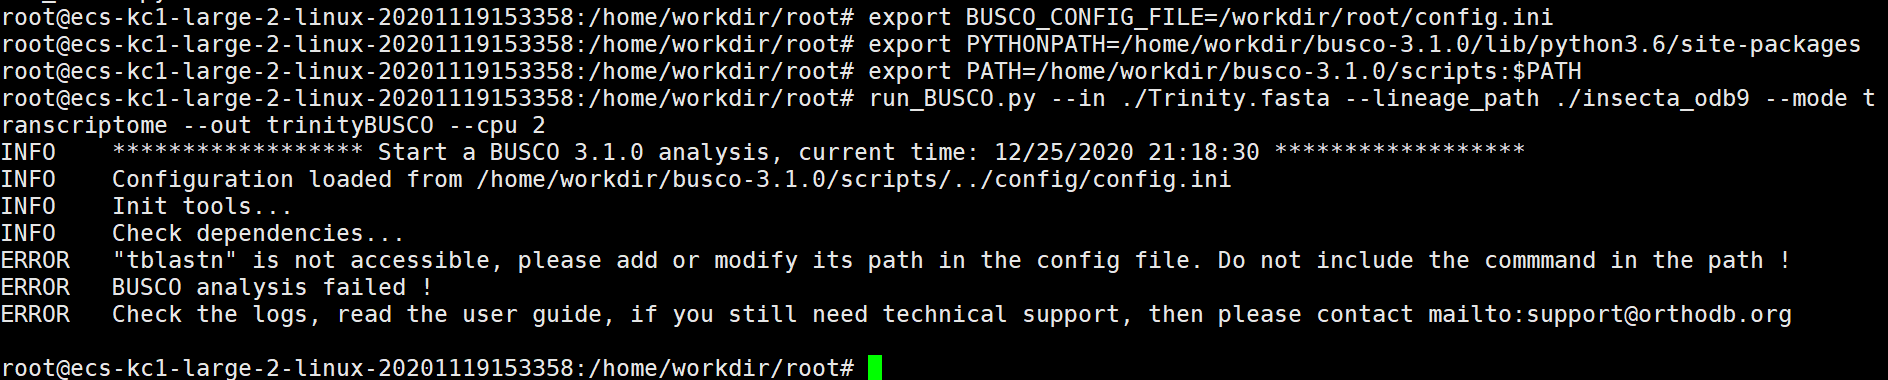 root@ecs-kc1-large-2-linux-20201119153358:/home/workdir/root# export BUSCO_CONFIG_FILE=/workdir/root/config.ini
root@ecs-kc1-large-2-linux-20201119153358:/home/workdir/root# export PYTHONPATH=/home/workdir/busco-3.1.0/lib/python3.6/site-packages
root@ecs-kc1-large-2-linux-20201119153358:/home/workdir/root# export PATH=/home/workdir/busco-3.1.0/scripts:$PATH
root@ecs-kc1-large-2-linux-20201119153358:/home/workdir/root# run_BUSCO.py --in ./Trinity.fasta --lineage_path ./insecta_odb9 --mode t
ranscriptome --out trinityBUSCO --cpu 2
INFO    ****************** Start a BUSCO 3.1.0 analysis, current time: 12/25/2020 21:18:30 ******************
INFO    Configuration loaded from /home/workdir/busco-3.1.0/scripts/../config/config.ini
INFO    Init tools...
INFO    Check dependencies...
ERROR   "tblastn" is not accessible, please add or modify its path in the config file. Do not include the commmand in the path !
ERROR   BUSCO analysis failed !
ERROR   Check the logs, read the user guide, if you still need technical support, then please contact mailto:support@orthodb.org
root@ecs-kc1-large-2-linux-20201119153358:/home/workdir/root#